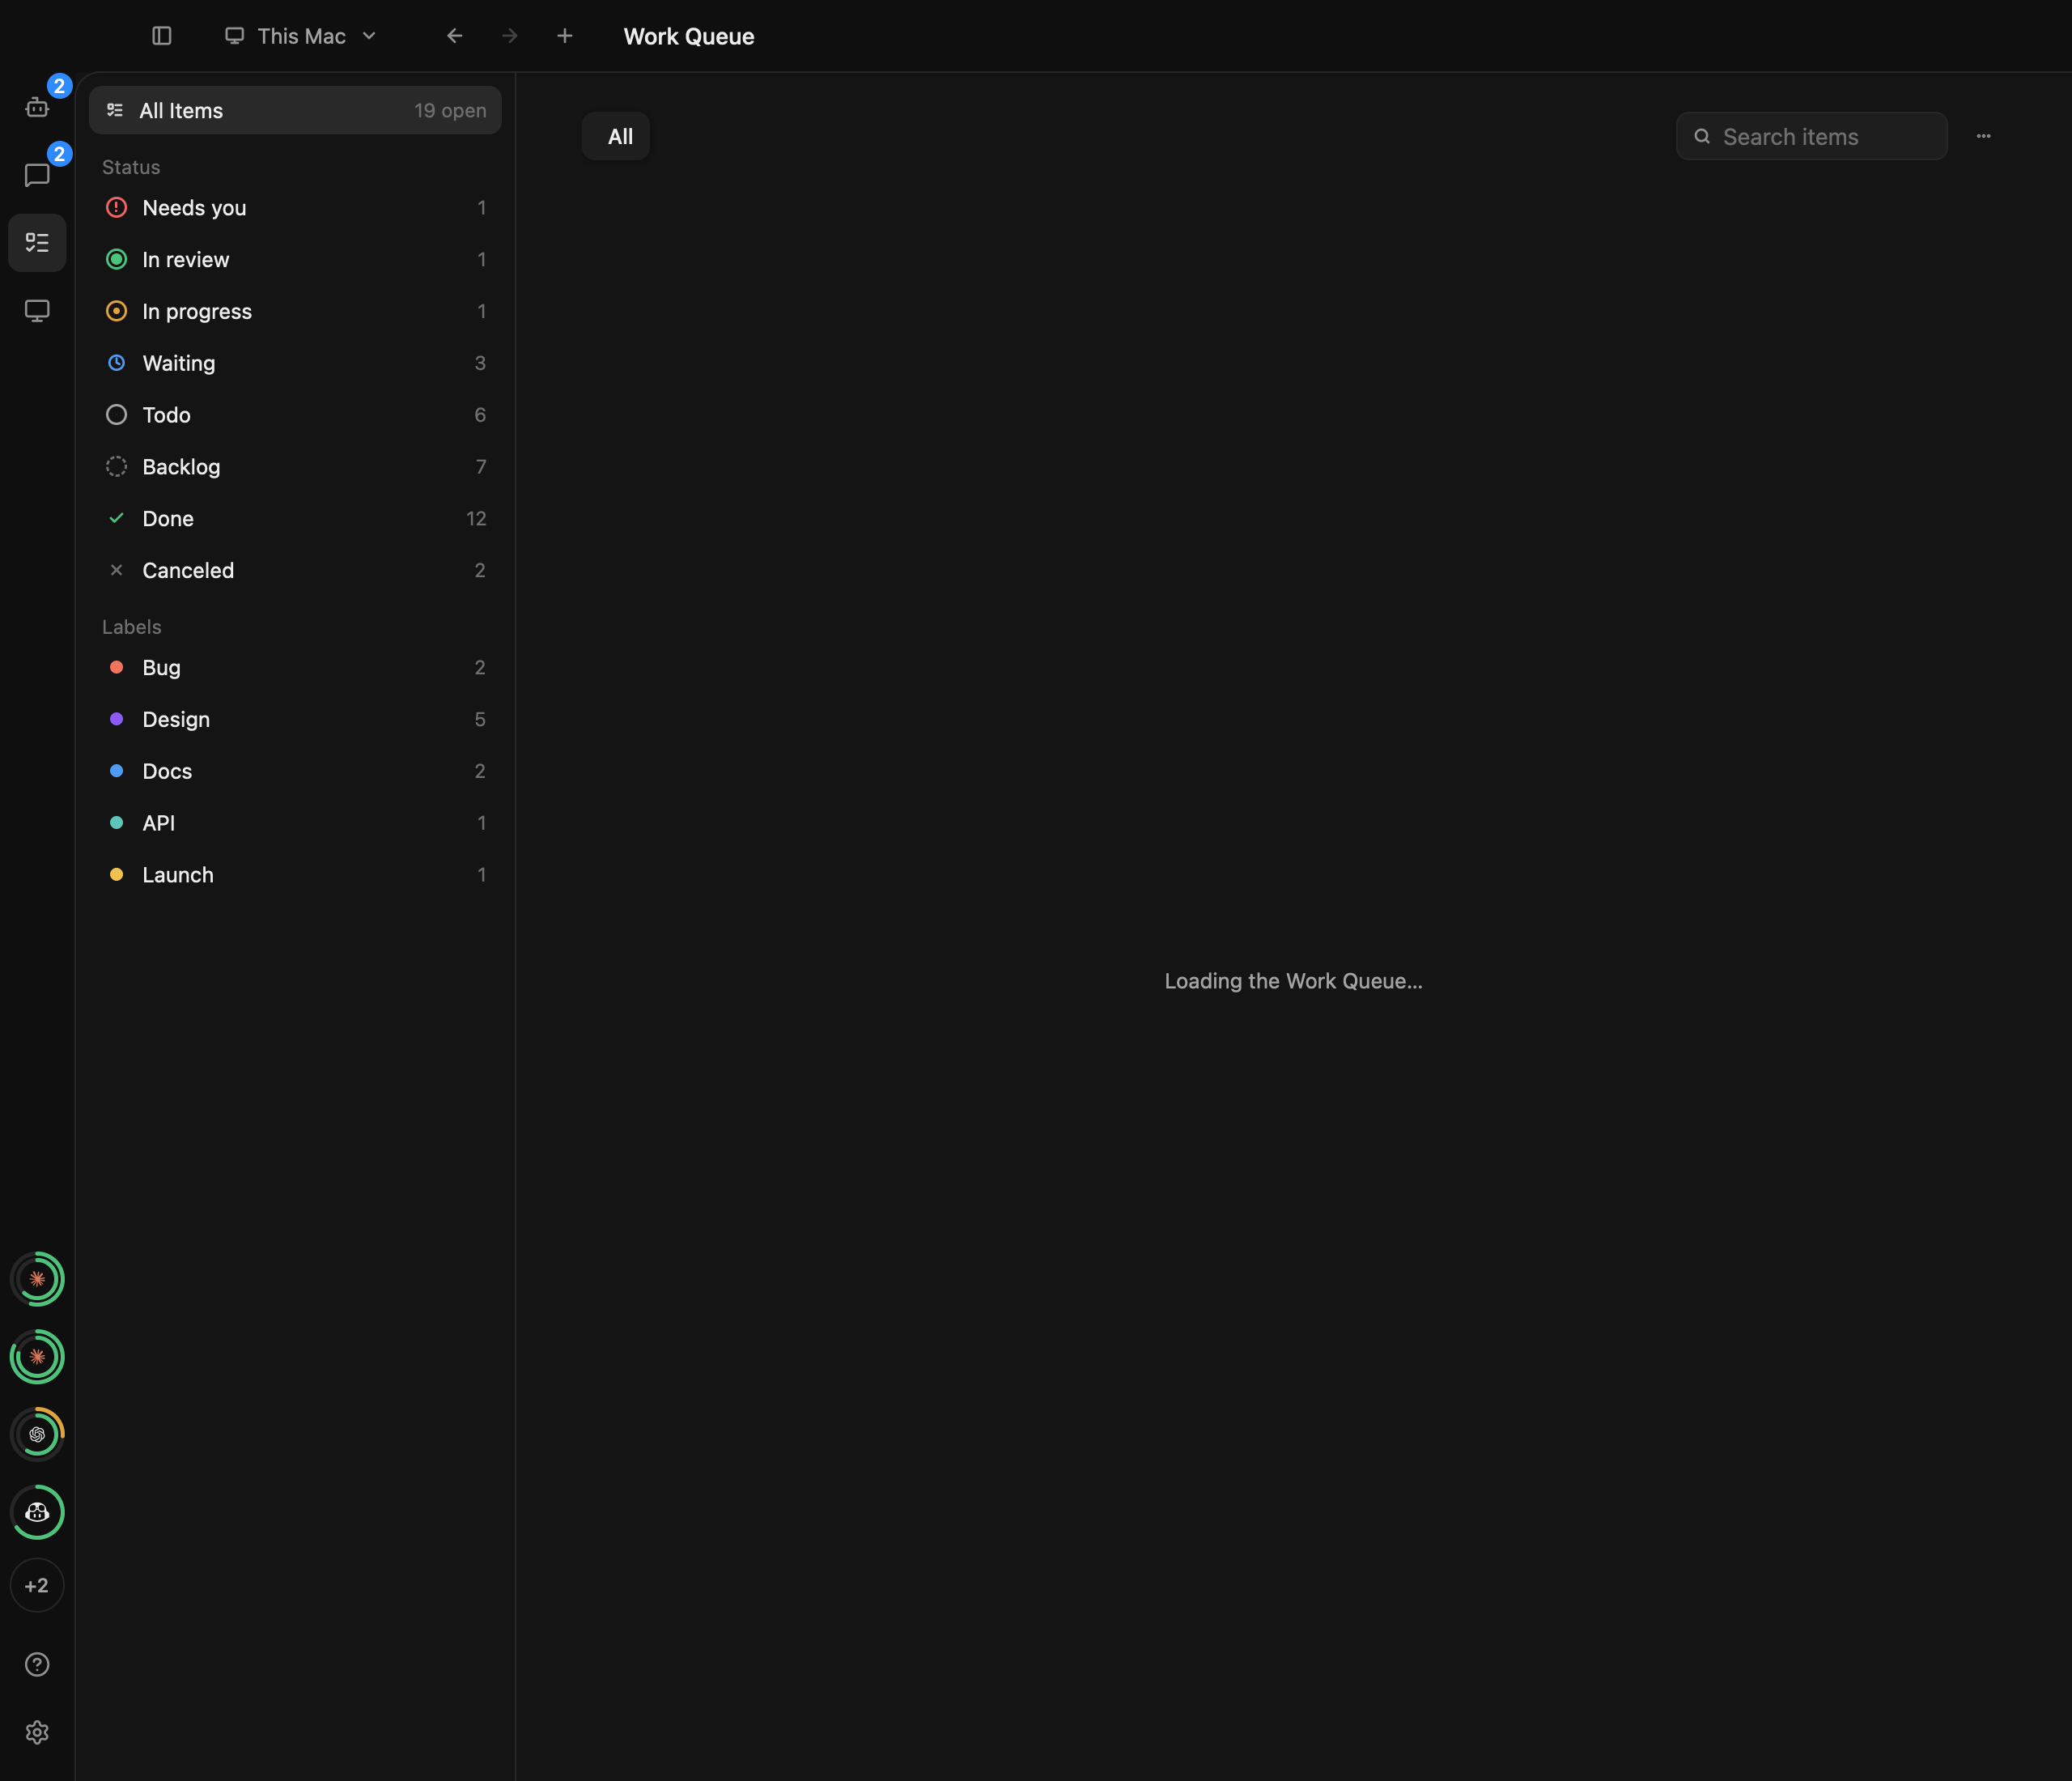 This Mac
Work Queue
2
2
All Items 19 open
All
Search items
Status
Needs you 1
In review 1
In progress 1
Waiting 3
Todo 6
Backlog 7
Done 12
Canceled 2
Labels
Bug 2
Design 5
Docs 2
API 1
Launch 1
Loading the Work Queue...
+2